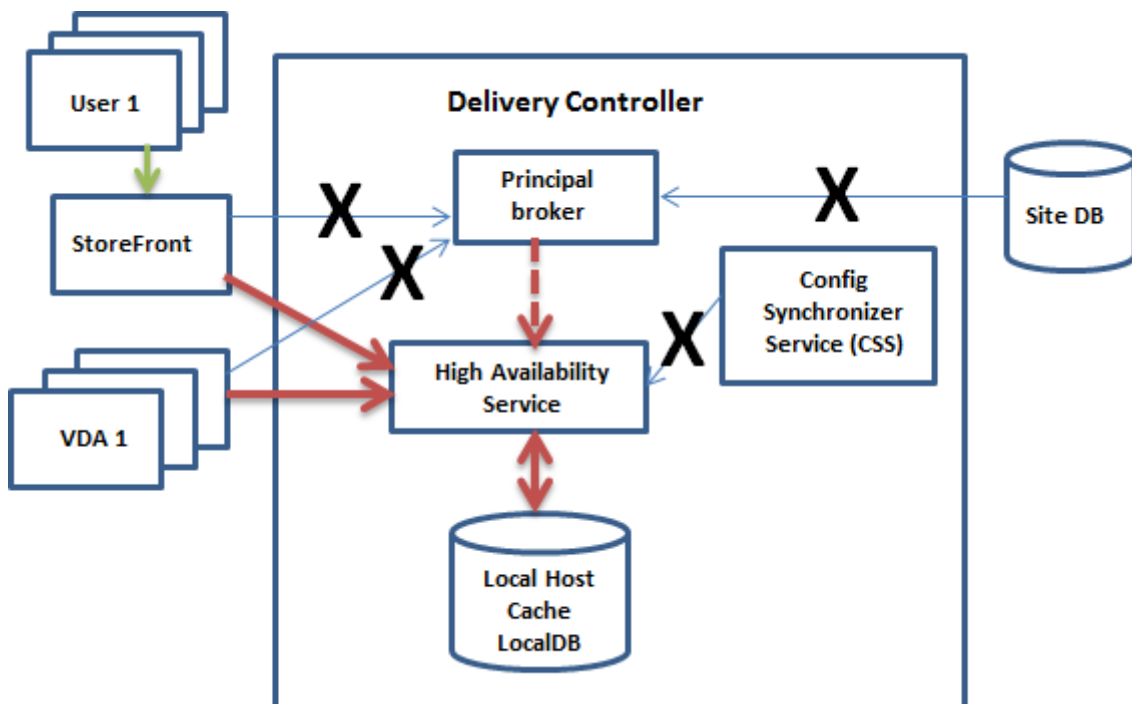 User 1
Delivery Controller
Principal
broker
X
X
StoreFront
Site DB
X
Config
Synchronizer
Service (CSS)
X
High Availability
Service
VDA 1
Local Host
Cache
LocalDB